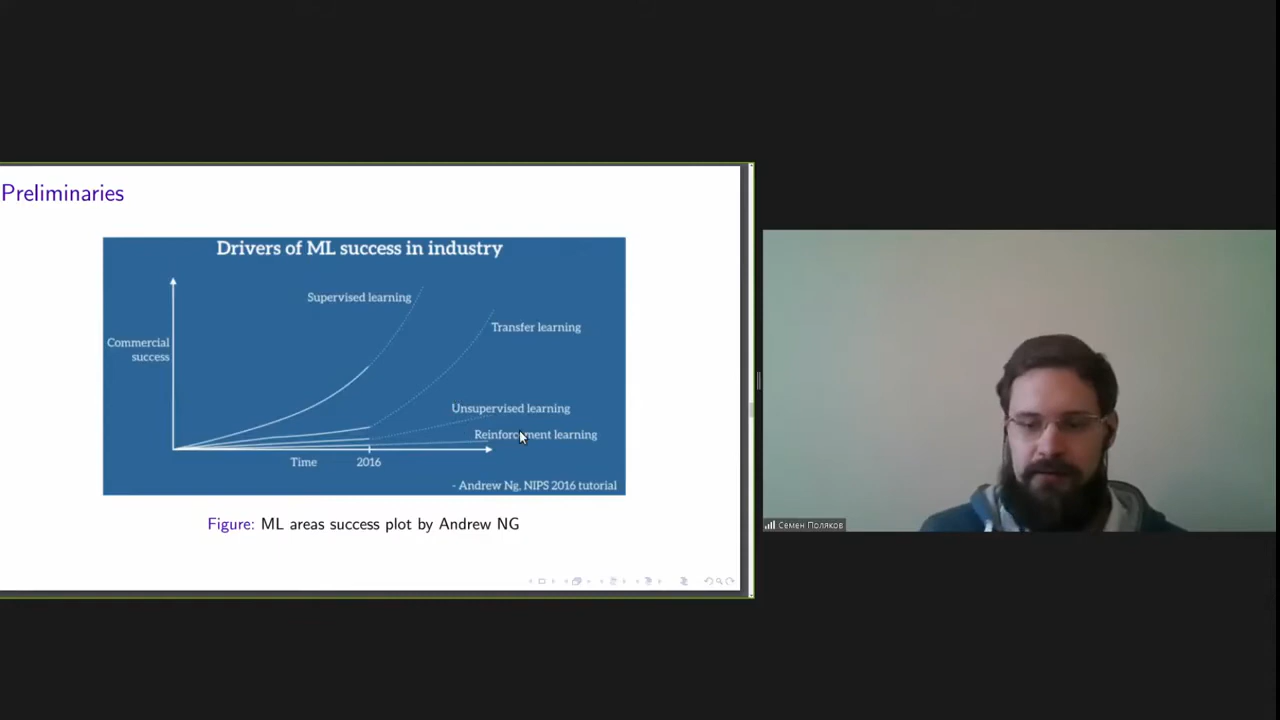 Preliminaries
Drivers of ML success in industry
Supervised learning
Transfer learning
Commercial
success
Unsupervised learning
Reinforcement learning
Time
2016
- Andrew Ng, NIPS 2016 tutorial
Figure: ML areas success plot by Andrew NG
Семен Поляков